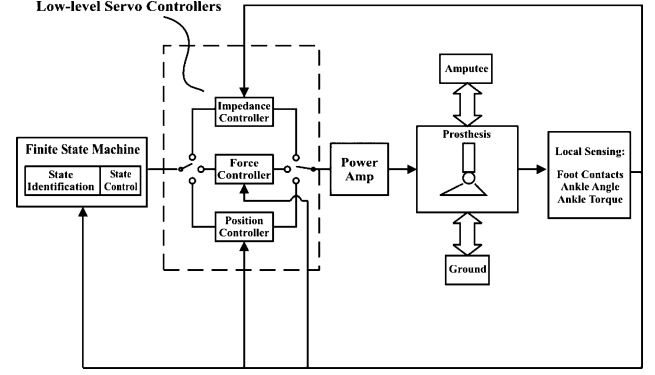 Low-level Servo Controllers
Impedance
Controller
Finite State Machine
State
Identification
State
Control
Force
Controller
Position
Controller
Power
Amp
Amputee
Prosthesis
Ground
Local Sensing:
Foot Contacts
Ankle Angle
Ankle Torque